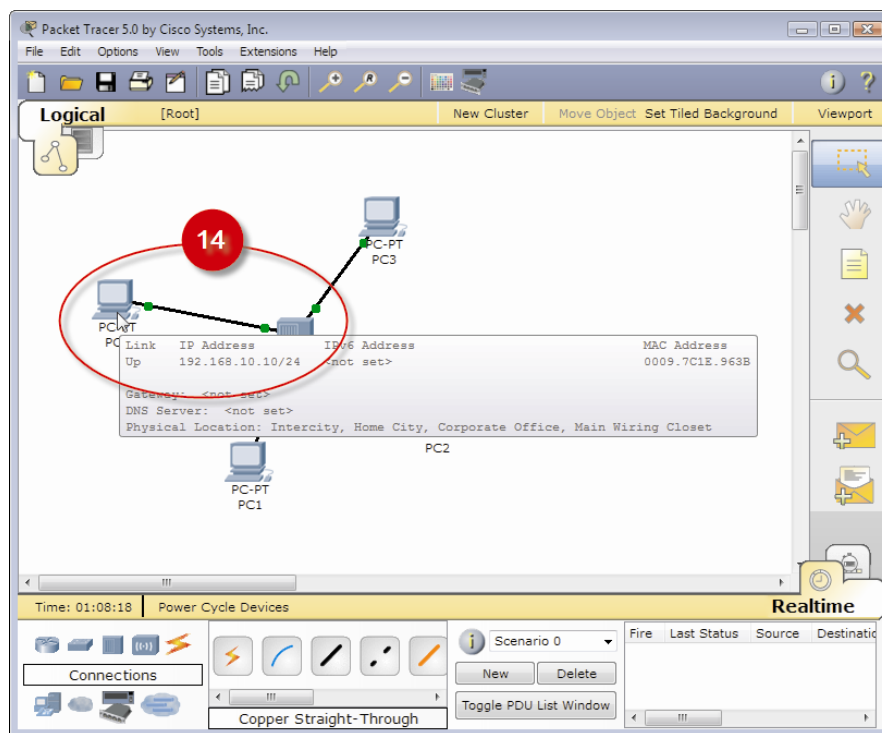 Packet Tracer 5.0 by Cisco Systems, Inc.
File Edit Options View Tools Extensions Help
Logical [Root] New Cluster Move Object Set Tiled Background Viewport
14
PC-PT
PC3
Link IP Address IPv6 Address MAC Address
Up 192.168.10.10/24 <not set> 0009.7C1E.963B
Gateway: <not set>
DNS Server: <not set>
Physical Location: Intercity, Home City, Corporate Office, Main Wiring Closet
PC2
PC-PT
PC1
Time: 01:08:18 Power Cycle Devices Realtime
Connections
Copper Straight-Through
Scenario 0
New Delete
Toggle PDU List Window
Fire Last Status Source